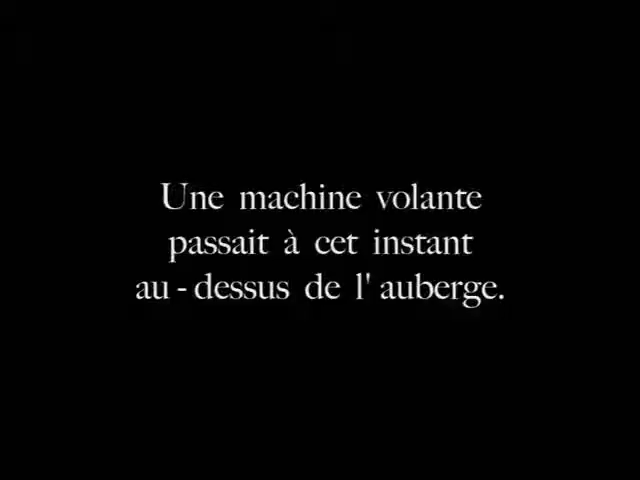 Une machine volante
passait à cet instant
au-dessus de l'auberge.